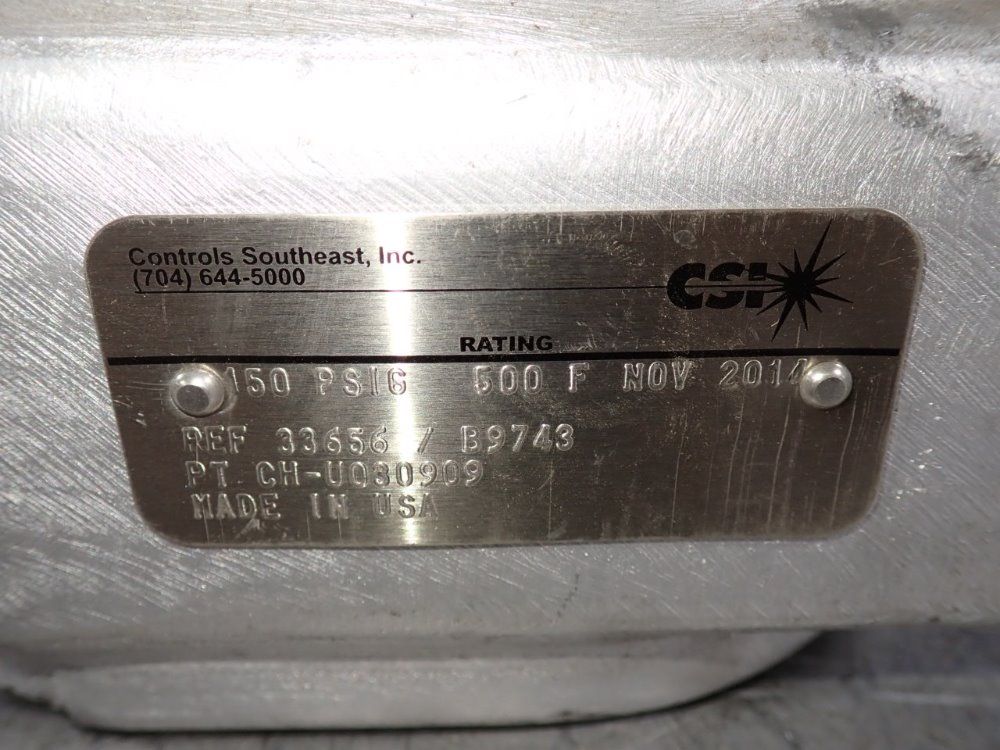 Controls Southeast, Inc.
(704) 644-5000
CSI
RATING
150 PSIG 500 F NOV 2014
REF 33656 / B9743
PT CH-U030909
MADE IN USA